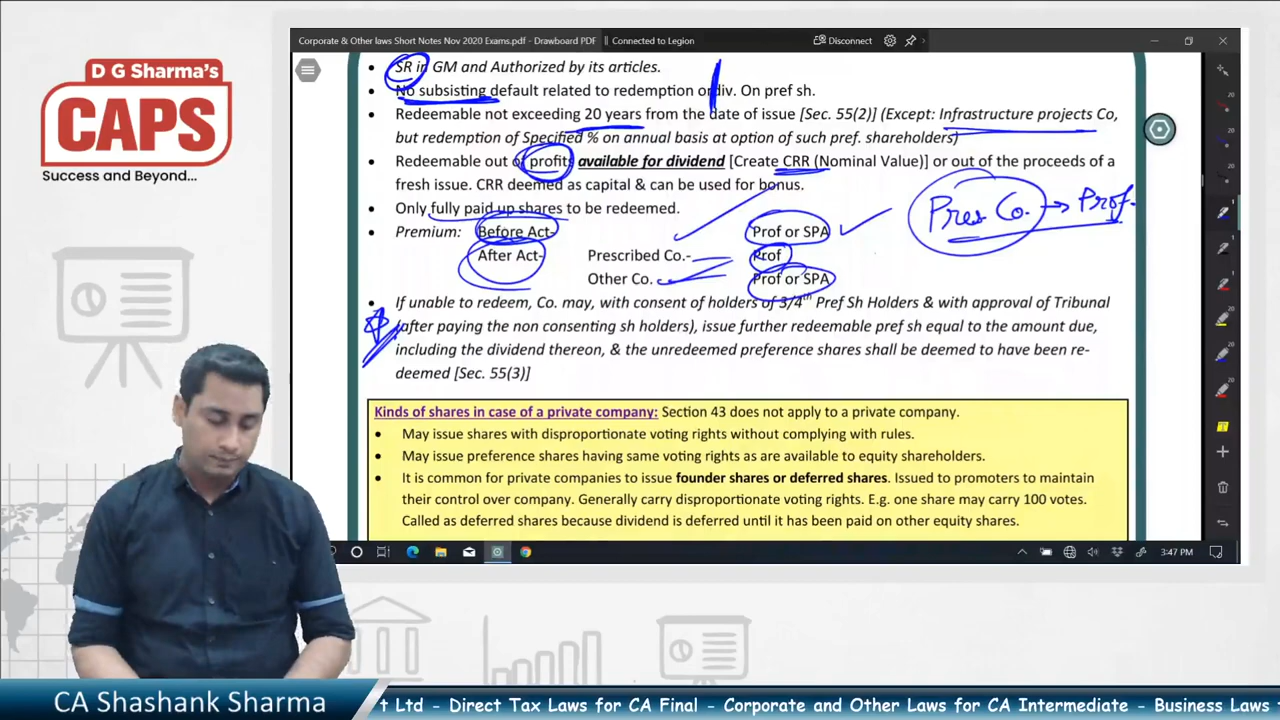 D G Sharma's
CAPS
Success and Beyond...
Corporate & Other laws Short Notes Nov 2020 Exams.pdf - Drawboard PDF
Connected to Legion
Disconnect
SR in GM and Authorized by its articles.
No subsisting default related to redemption or div. On pref sh.
Redeemable not exceeding 20 years from the date of issue [Sec. 55(2)] (Except: Infrastructure projects Co,
but redemption of Specified % on annual basis at option of such pref. shareholders)
Redeemable out of profits available for dividend [Create CRR (Nominal Value)] or out of the proceeds of a
fresh issue. CRR deemed as capital & can be used for bonus.
Only fully paid up shares to be redeemed.
Pres Co. → Prof.
Premium: Before Act- Prof or SPA
After Act- Prescribed Co.- Prof
Other Co. Prof or SPA
If unable to redeem, Co. may, with consent of holders of 3/4th Pref Sh Holders & with approval of Tribunal
(after paying the non consenting sh holders), issue further redeemable pref sh equal to the amount due,
including the dividend thereon, & the unredeemed preference shares shall be deemed to have been re-
deemed [Sec. 55(3)]
Kinds of shares in case of a private company: Section 43 does not apply to a private company.
May issue shares with disproportionate voting rights without complying with rules.
May issue preference shares having same voting rights as are available to equity shareholders.
It is common for private companies to issue founder shares or deferred shares. Issued to promoters to maintain
their control over company. Generally carry disproportionate voting rights. E.g. one share may carry 100 votes.
Called as deferred shares because dividend is deferred until it has been paid on other equity shares.
3:47 PM
CA Shashank Sharma
t Ltd - Direct Tax Laws for CA Final - Corporate and Other Laws for CA Intermediate - Business Laws